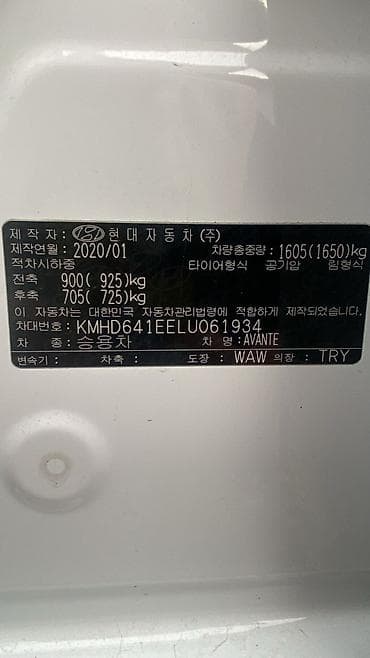 제 작 자 : 현 대 자 동 차 (주)
제작연월 : 2020/01 차량총중량 : 1605(1650)kg
적차시하중 타이어형식 공기압 림형식
전축 900( 925)kg
후축 705( 725)kg
이 자동차는 대한민국 자동차관리법령에 적합하게 제작되었습니다.
차대번호 : KMHD641EELU061934
차 종 : 승용차 차 명 : AVANTE
변속기 : 차축 : 도장 : WAW 의장 : TRY